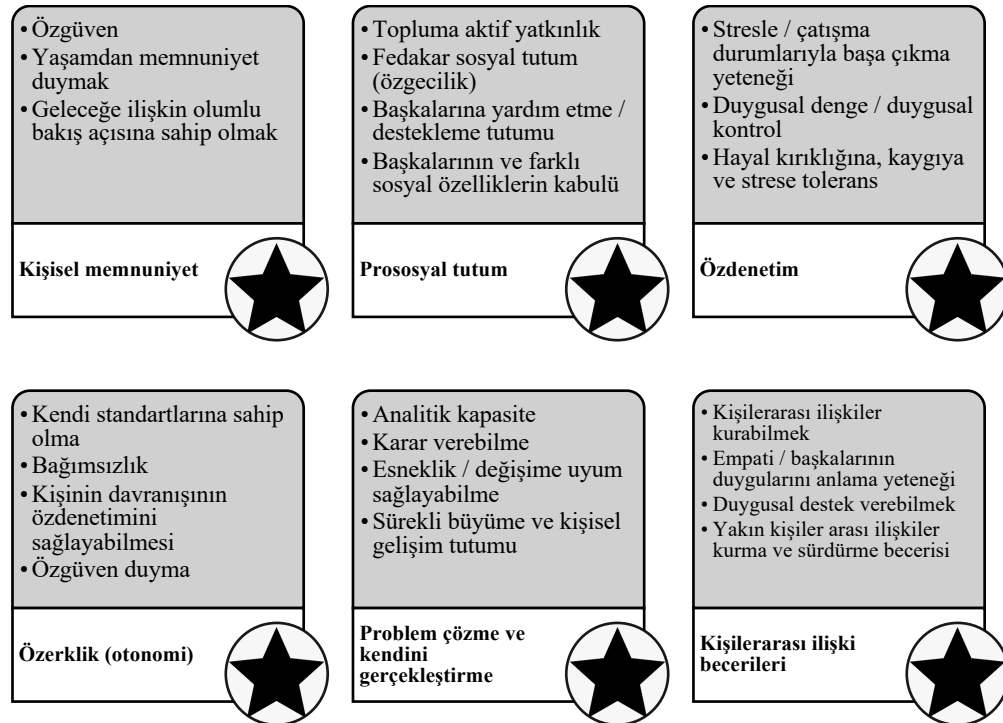 • Özgüven
• Yaşamdan memnuniyet
duymak
• Geleceğe ilişkin olumlu
bakış açısına sahip olmak
Kişisel memnuniyet
• Topluma aktif yatkınlık
• Fedakar sosyal tutum
(özgecilik)
• Başkalarına yardım etme /
destekleme tutumu
• Başkalarının ve farklı
sosyal özelliklerin kabulü
Prososyal tutum
• Stresle / çatışma
durumlarıyla başa çıkma
yeteneği
• Duygusal denge / duygusal
kontrol
• Hayal kırıklığına, kaygıya
ve strese tolerans
Özdenetim
• Kendi standartlarına sahip
olma
• Bağımsızlık
• Kişinin davranışının
özdenetimini
sağlayabilmesi
• Özgüven duyma
Özerklik (otonomi)
• Analitik kapasite
• Karar verebilme
• Esneklik / değişime uyum
sağlayabilme
• Sürekli büyüme ve kişisel
gelişim tutumu
Problem çözme ve
kendini
gerçekleştirme
• Kişilerarası ilişkiler
kurabilmek
• Empati / başkalarının
duygularını anlama yeteneği
• Duygusal destek verebilmek
• Yakın kişiler arası ilişkiler
kurma ve sürdürme becerisi
Kişilerarası ilişki
becerileri